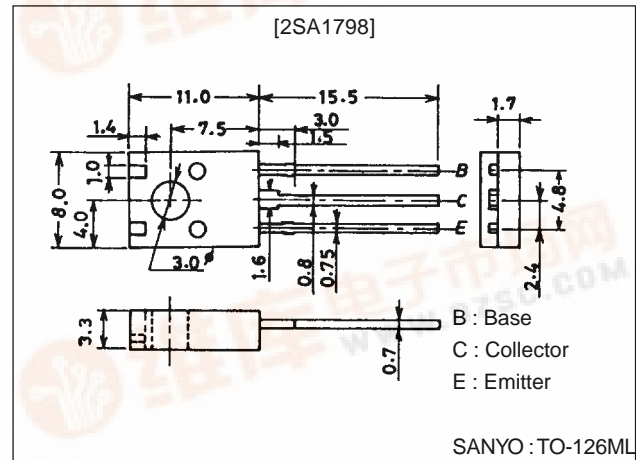 [2SA1798]
11.0
15.5
1.4
7.5
3.0
1.5
1.7
1.0
8.0
4.0
B
C
E
4.8
2.4
3.0ø
1.6
0.8
0.75
3.3
0.7
B : Base
C : Collector
E : Emitter
SANYO : TO-126ML